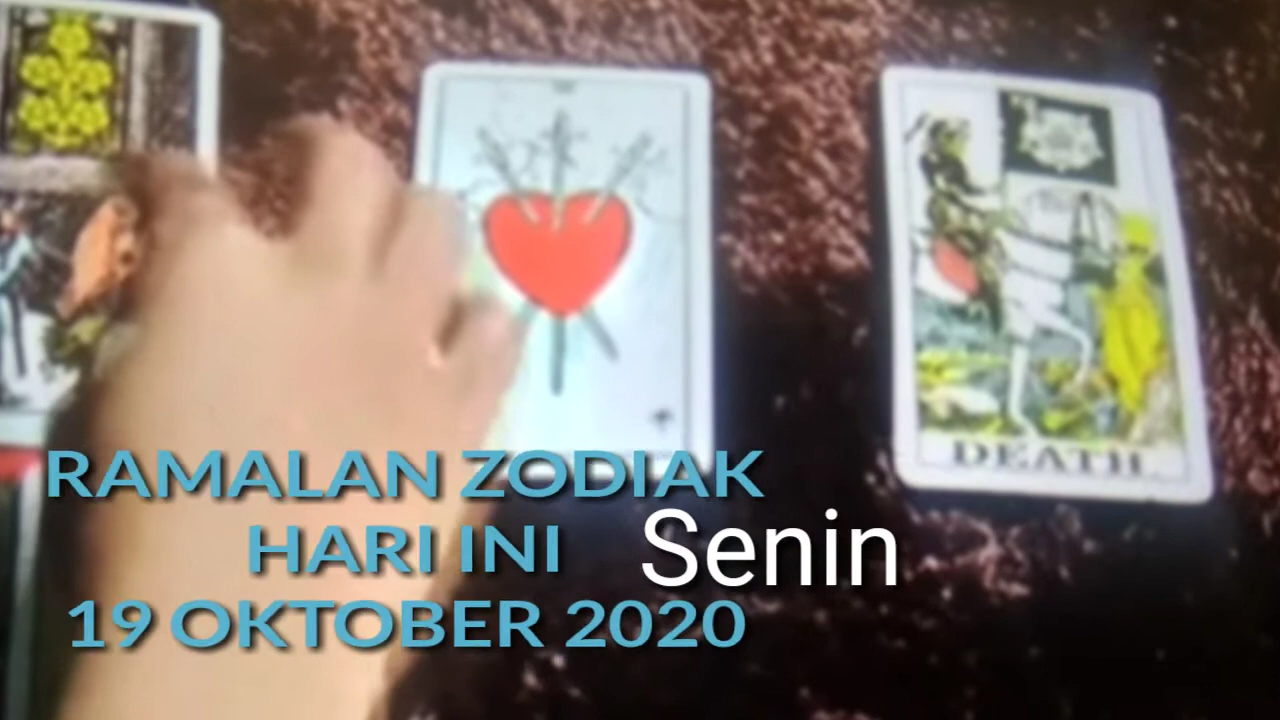 DEATH
RAMALAN ZODIAK
HARI INI
Senin
19 OKTOBER 2020